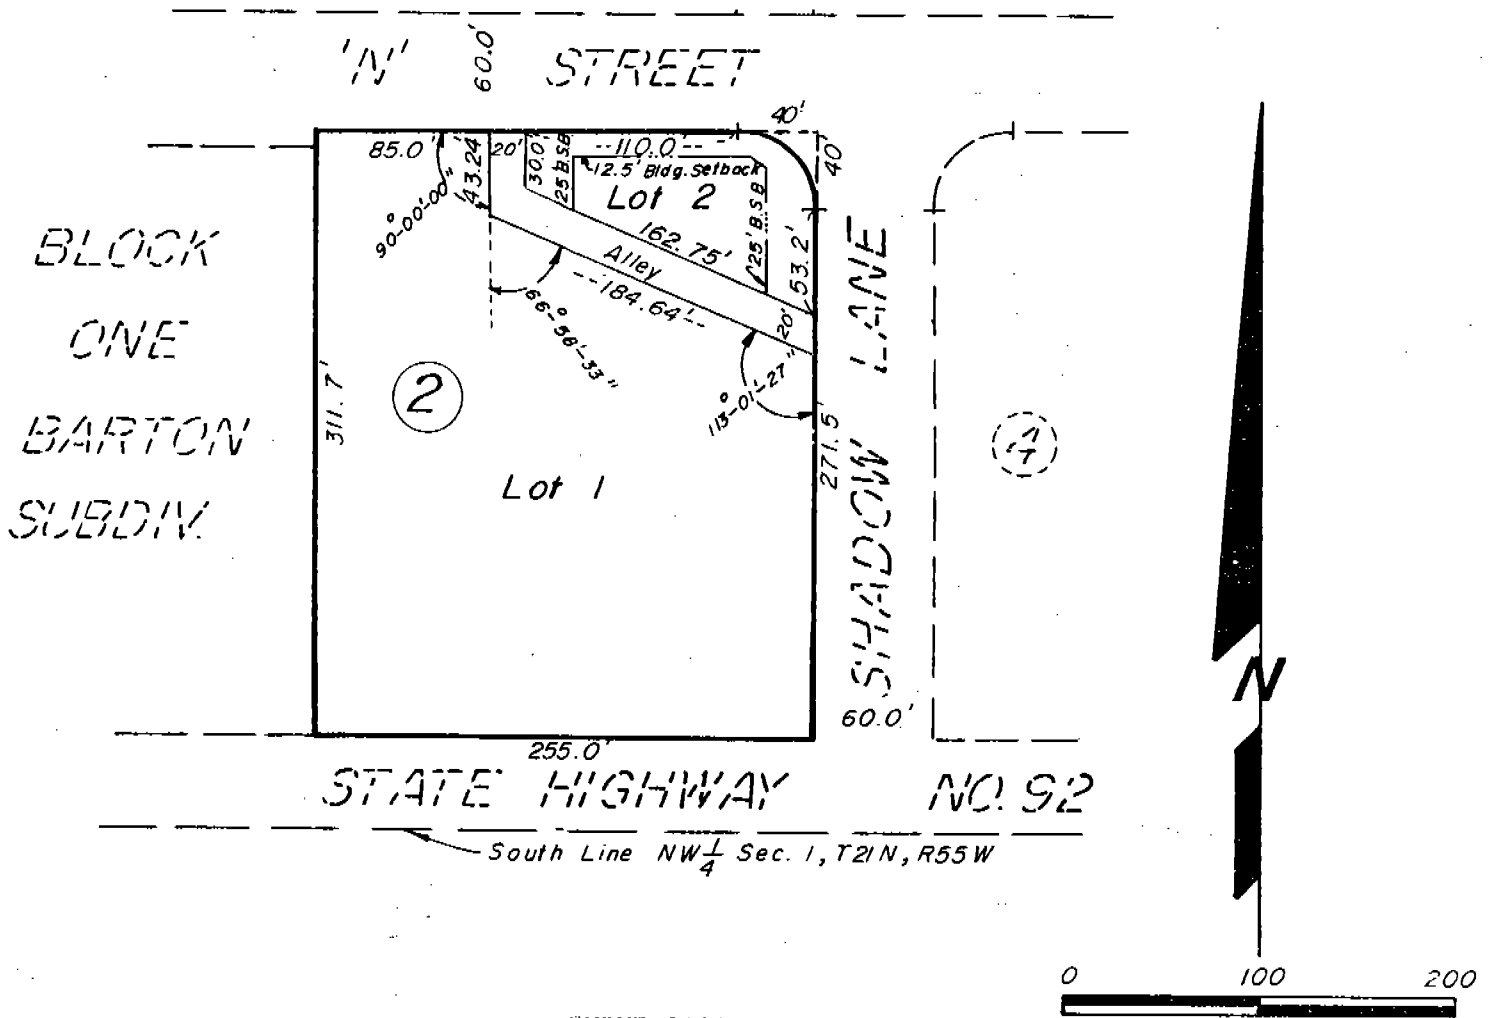 'N' STREET
60.0'
40'
40'
85.0'
43.24'
20'
30.0'
25 B.S.B
--110.0'--
12.5' Bldg. Setback
Lot 2
25' B.S.B
53.2'
90°-00'-00"
162.75'
Alley
--184.64'--
20'
66°-58'-33"
113°-01'-27"
BLOCK
ONE
BARTON
SUBDIV.
311.7'
2
Lot 1
271.5'
SHADOW LANE
60.0'
255.0'
STATE HIGHWAY NO. 92
South Line NW 1/4 Sec. 1, T21N, R55W
N
0 100 200